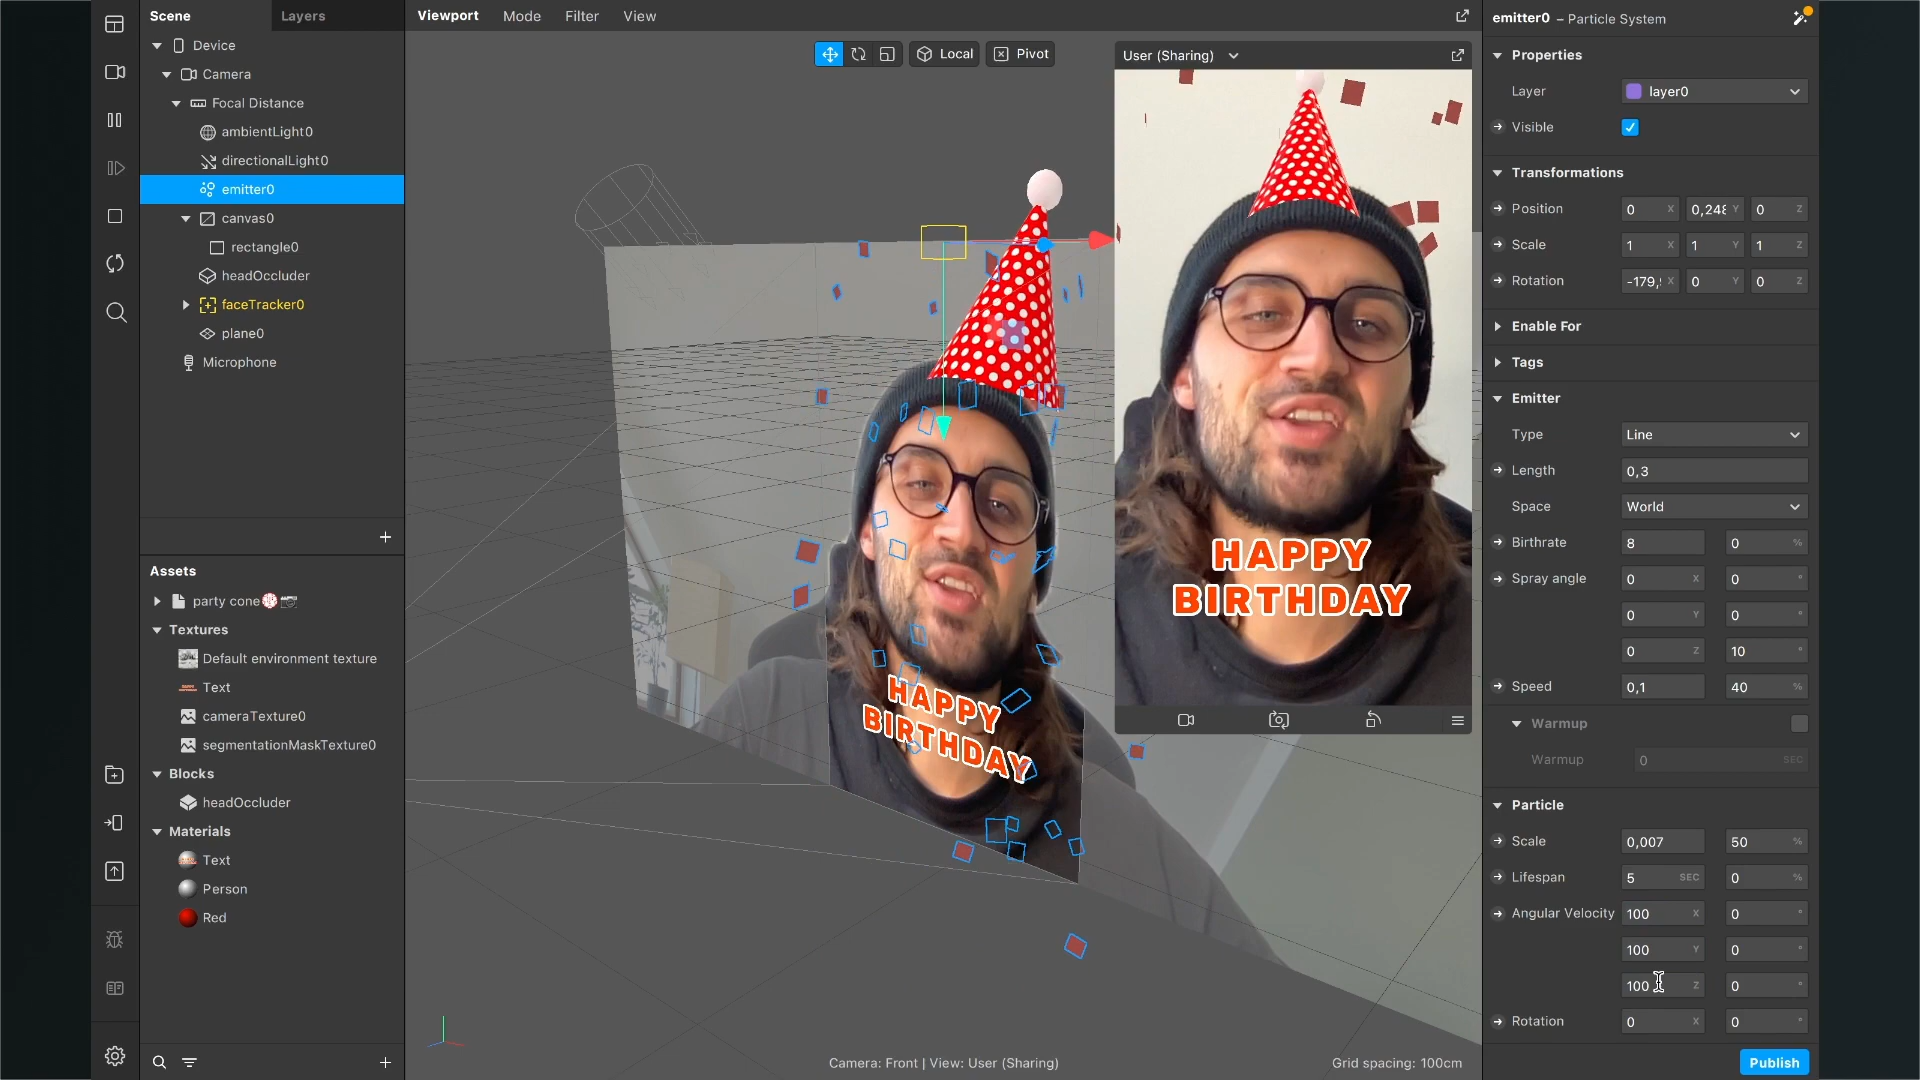 Scene
Layers
Device
Camera
Focal Distance
ambientLight0
directionalLight0
emitter0
canvas0
rectangle0
headOccluder
faceTracker0
plane0
Microphone
Assets
party cone
Textures
Default environment texture
Text
cameraTexture0
segmentationMaskTexture0
Blocks
headOccluder
Materials
Text
Person
Red
Viewport
Mode
Filter
View
Local
Pivot
User (Sharing)
HAPPY
BIRTHDAY
HAPPY
BIRTHDAY
Camera: Front | View: User (Sharing)
Grid spacing: 100cm
emitter0 – Particle System
Properties
Layer layer0
Visible
Transformations
Position 0 X 0,248 Y 0 Z
Scale 1 X 1 Y 1 Z
Rotation -179, X 0 Y 0 Z
Enable For
Tags
Emitter
Type Line
Length 0,3
Space World
Birthrate 8 0 %
Spray angle 0 X 0 °
0 Y 0 °
0 Z 10 °
Speed 0,1 40 %
Warmup
Warmup 0 SEC
Particle
Scale 0,007 50 %
Lifespan 5 SEC 0 %
Angular Velocity 100 X 0 °
100 Y 0 °
100 Z 0 °
Rotation 0 X 0 °
Publish